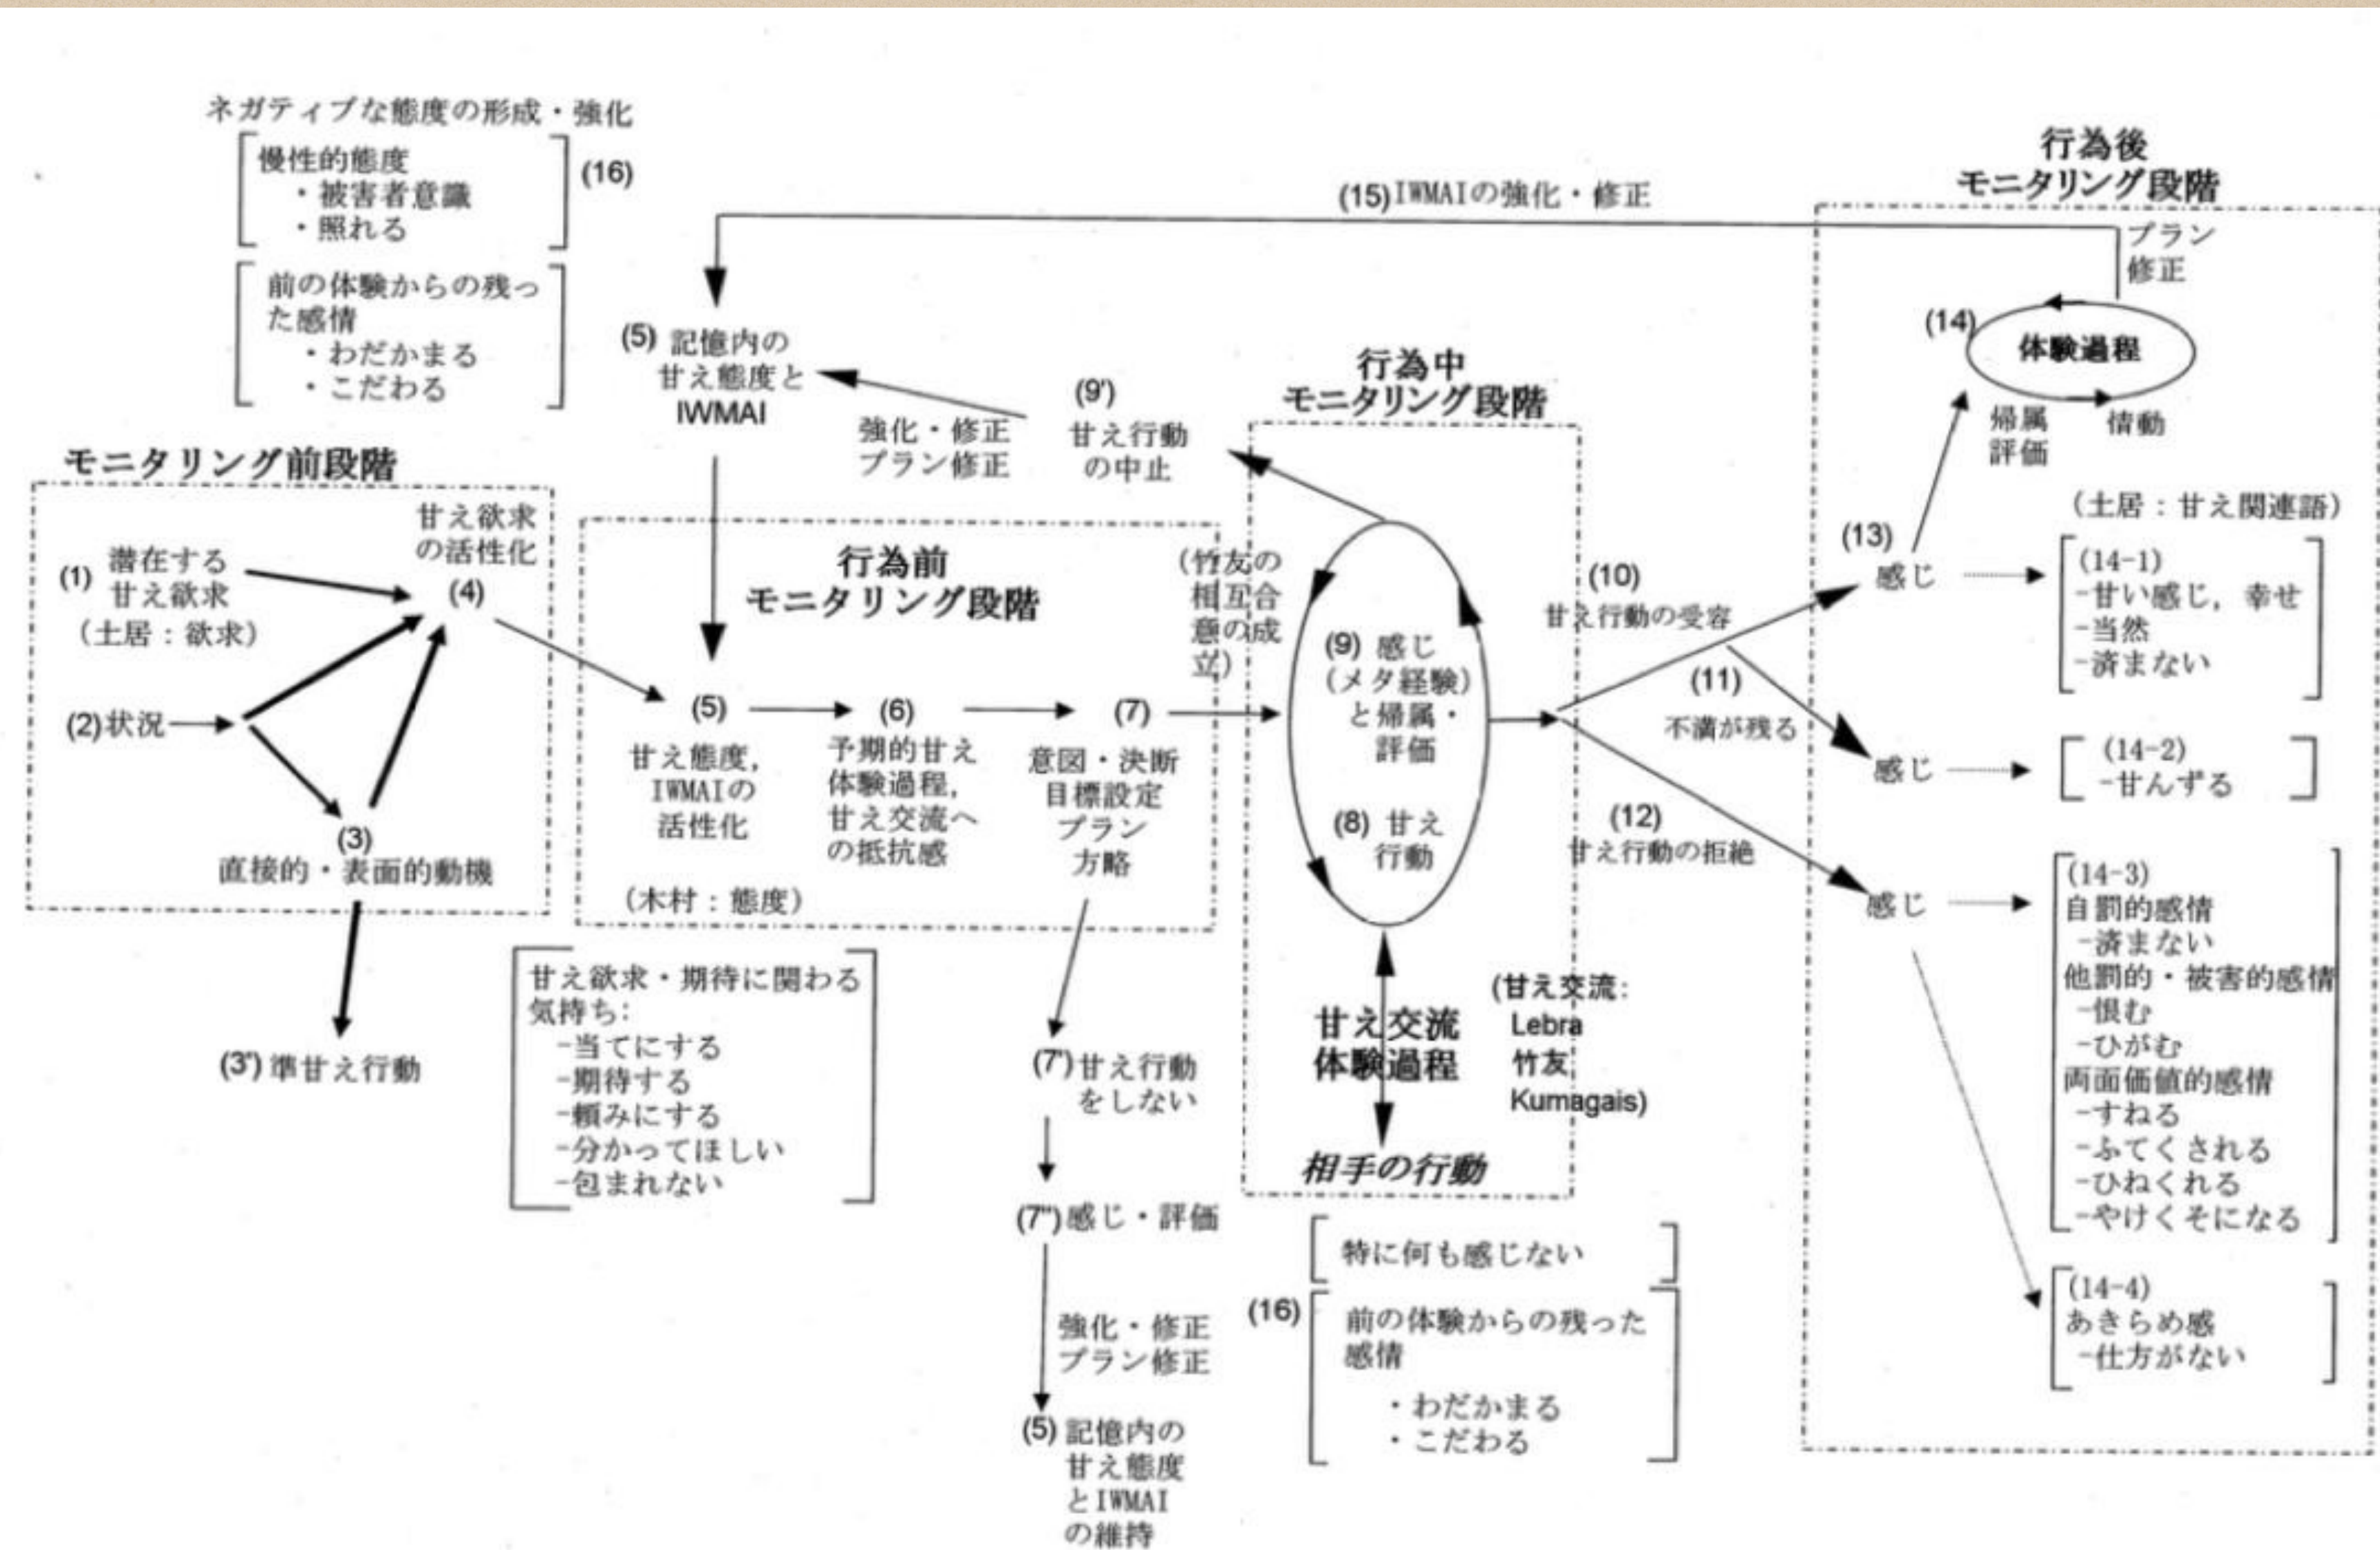 ネガティブな態度の形成・強化
慢性的態度
・被害者意識
・照れる
(16)
前の体験からの残っ
た感情
・わだかまる
・こだわる
モニタリング前段階
甘え欲求
の活性化
(4)
(1) 潜在する
甘え欲求
（土居：欲求）
(2)状況
(3)
直接的・表面的動機
(3')準甘え行動
(15)IWMAIの強化・修正
(5) 記憶内の
甘え態度と
IWMAI
強化・修正
プラン修正
(9')
甘え行動
の中止
行為前
モニタリング段階
(5)
甘え態度，
IWMAIの
活性化
（木村：態度）
(6)
予期的甘え
体験過程，
甘え交流へ
の抵抗感
(7)
意図・決断
目標設定
プラン
方略
甘え欲求・期待に関わる
気持ち：
-当てにする
-期待する
-頼みにする
-分かってほしい
-包まれない
(7')甘え行動
をしない
(7")感じ・評価
強化・修正
プラン修正
(5)記憶内の
甘え態度
とIWMAI
の維持
行為中
モニタリング段階
（竹友の
相互合
意の成
立）
(9) 感じ
（メタ経験）
と帰属・
評価
(8) 甘え
行動
甘え交流
体験過程
(甘え交流：
Lebra
竹友
Kumagais)
相手の行動
特に何も感じない
(16)
前の体験からの残った
感情
・わだかまる
・こだわる
(10)
甘え行動の受容
(11)
不満が残る
(12)
甘え行動の拒絶
行為後
モニタリング段階
プラン
修正
(14)
体験過程
帰属
評価
情動
（土居：甘え関連語）
(13)
感じ
(14-1)
-甘い感じ，幸せ
-当然
-済まない
感じ
(14-2)
-甘んずる
感じ
(14-3)
自罰的感情
-済まない
他罰的・被害的感情
-恨む
-ひがむ
両面価値的感情
-すねる
-ふてくされる
-ひねくれる
-やけくそになる
(14-4)
あきらめ感
-仕方がない